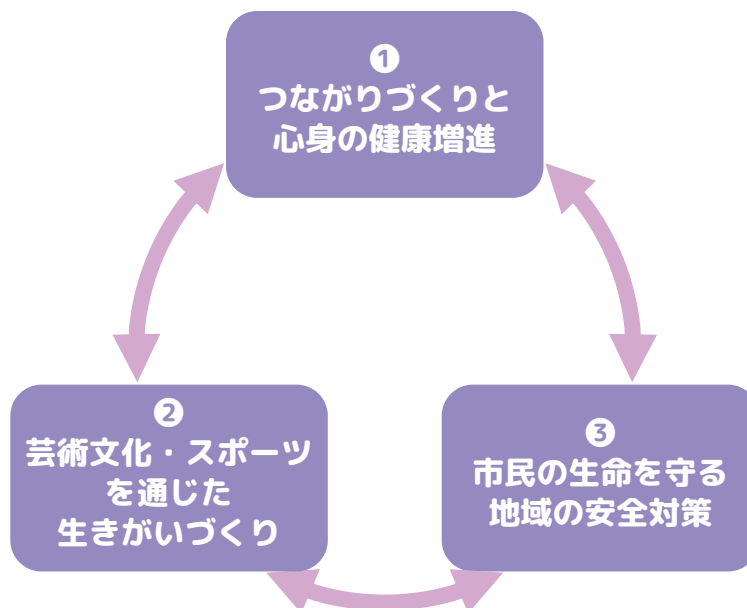 ❶
つながりづくりと
心身の健康増進
❷
芸術文化・スポーツ
を通じた
生きがいづくり
❸
市民の生命を守る
地域の安全対策